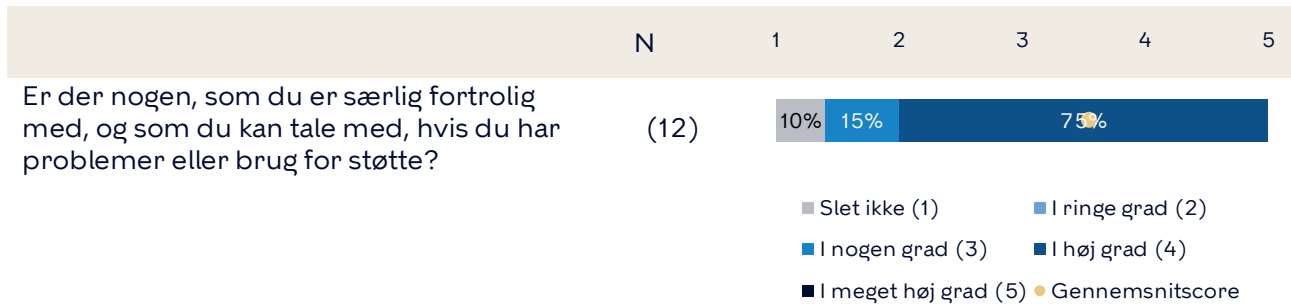 N 1 2 3 4 5
Er der nogen, som du er særlig fortrolig
med, og som du kan tale med, hvis du har
problemer eller brug for støtte?
(12)
10% 15% 75%
Slet ikke (1) I ringe grad (2)
I nogen grad (3) I høj grad (4)
I meget høj grad (5) Gennemsnitscore